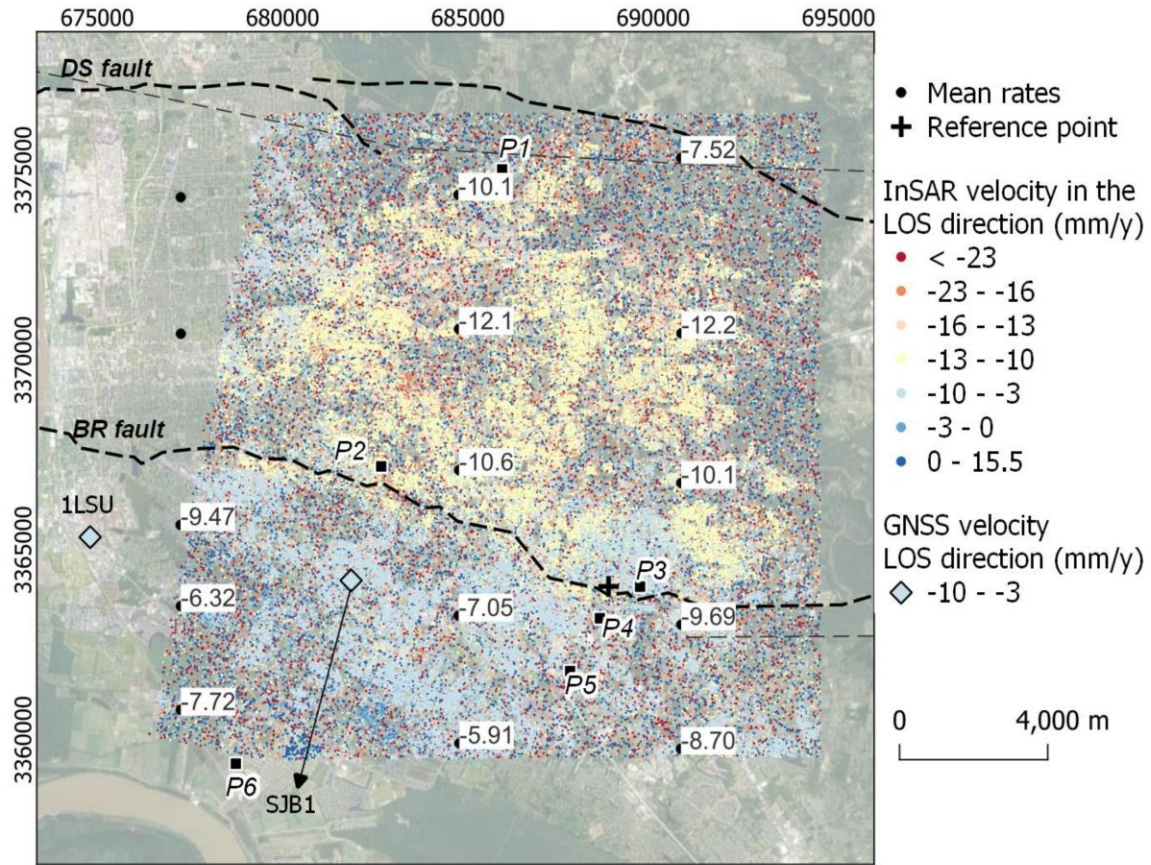 675000 680000 685000 690000 695000
DS fault
3375000
P1
-7.52
-10.1
-12.1
-12.2
3370000
BR fault
P2
-10.6
-10.1
1LSU
-9.47
3365000
P3
-6.32
-7.05
P4
-9.69
P5
-7.72
3360000
-5.91
-8.70
P6
SJB1
Mean rates
Reference point
InSAR velocity in the
LOS direction (mm/y)
< -23
-23 - -16
-16 - -13
-13 - -10
-10 - -3
-3 - 0
0 - 15.5
GNSS velocity
LOS direction (mm/y)
-10 - -3
0 4,000 m